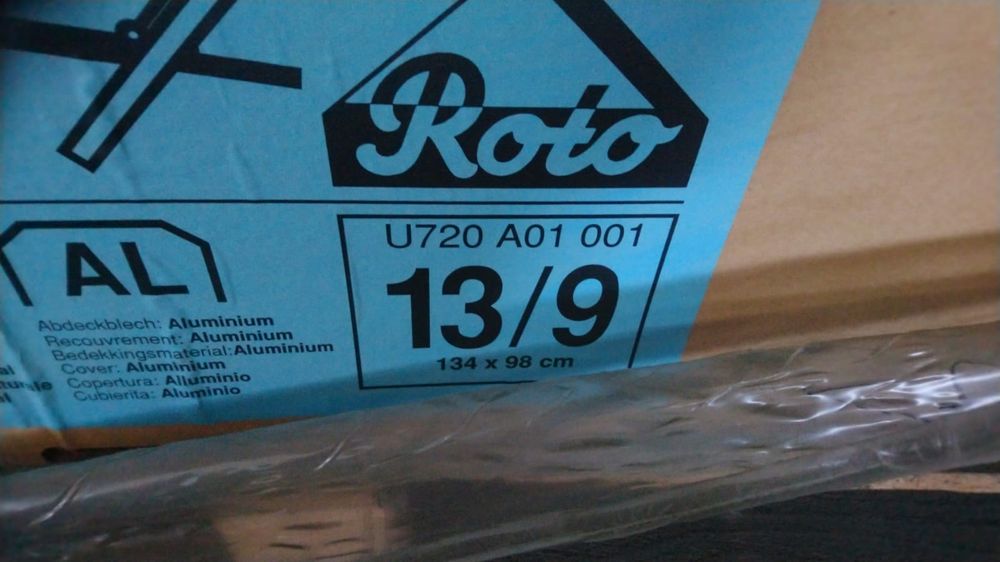 Roto
AL
U720 A01 001
13/9
134 x 98 cm
Abdeckblech: Aluminium
Recouvrement: Aluminium
Bedekkingsmateriaal: Aluminium
Cover: Aluminium
Copertura: Alluminio
Cubierita: Aluminio